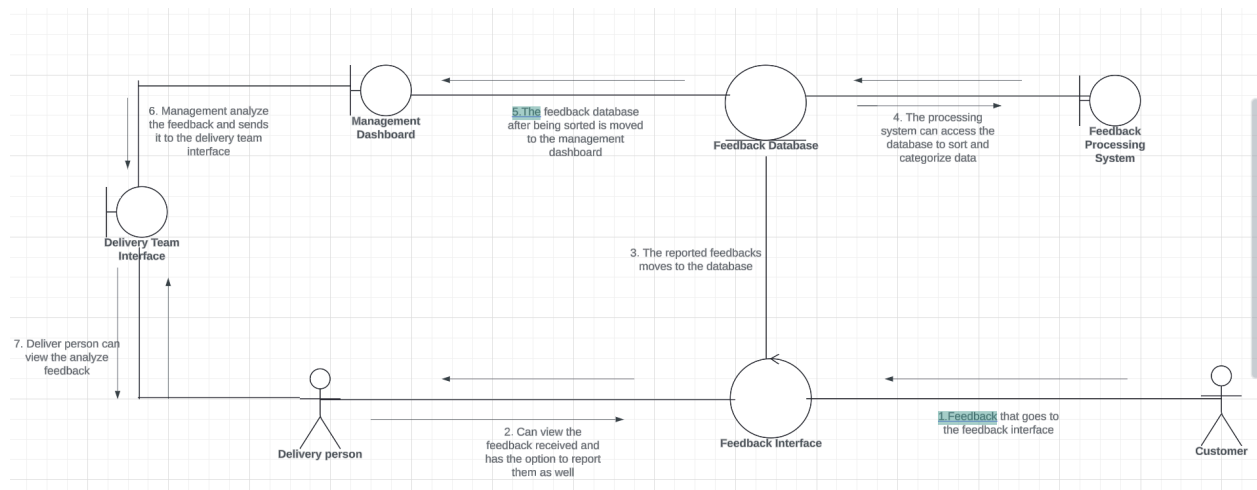 6. Management analyze
the feedback and sends
it to the delivery team
interface
Management
Dashboard
5.The feedback database
after being sorted is moved
to the management
dashboard
Feedback Database
4. The processing
system can access the
database to sort and
categorize data
Feedback
Processing
System
Delivery Team
Interface
3. The reported feedbacks
moves to the database
7. Deliver person can
view the analyze
feedback
Delivery person
2. Can view the
feedback received and
has the option to report
them as well
Feedback Interface
1.Feedback that goes to
the feedback interface
Customer